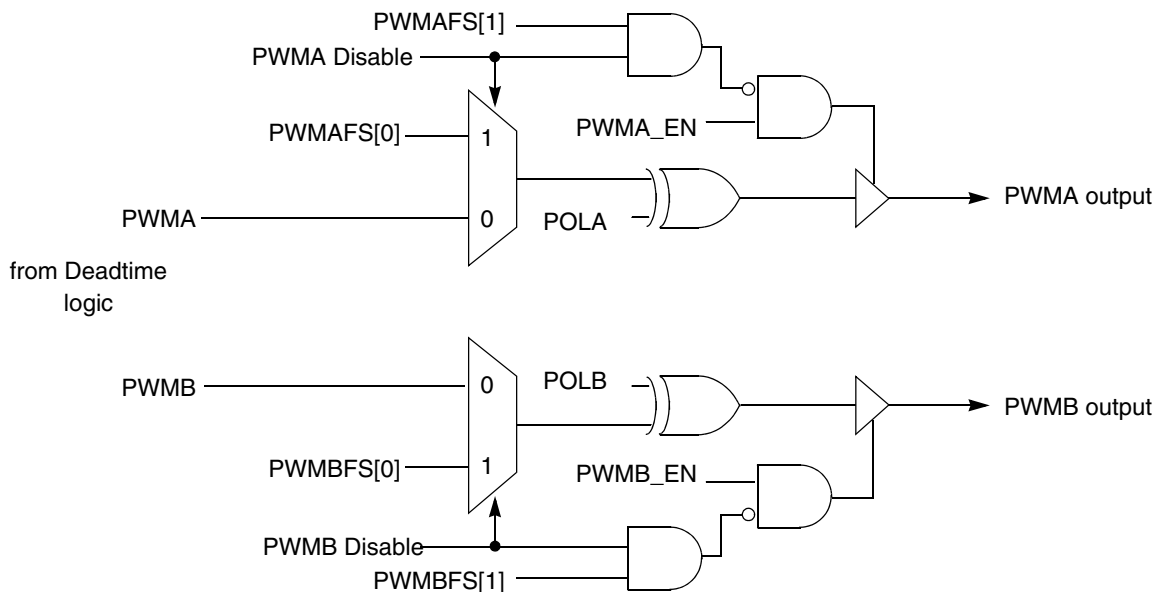 PWMAFS[1]
PWMA Disable
PWMAFS[0]
1
PWMA_EN
PWMA
0
POLA
PWMA output
from Deadtime
logic
PWMB
0
POLB
PWMB output
PWMBFS[0]
1
PWMB_EN
PWMB Disable
PWMBFS[1]